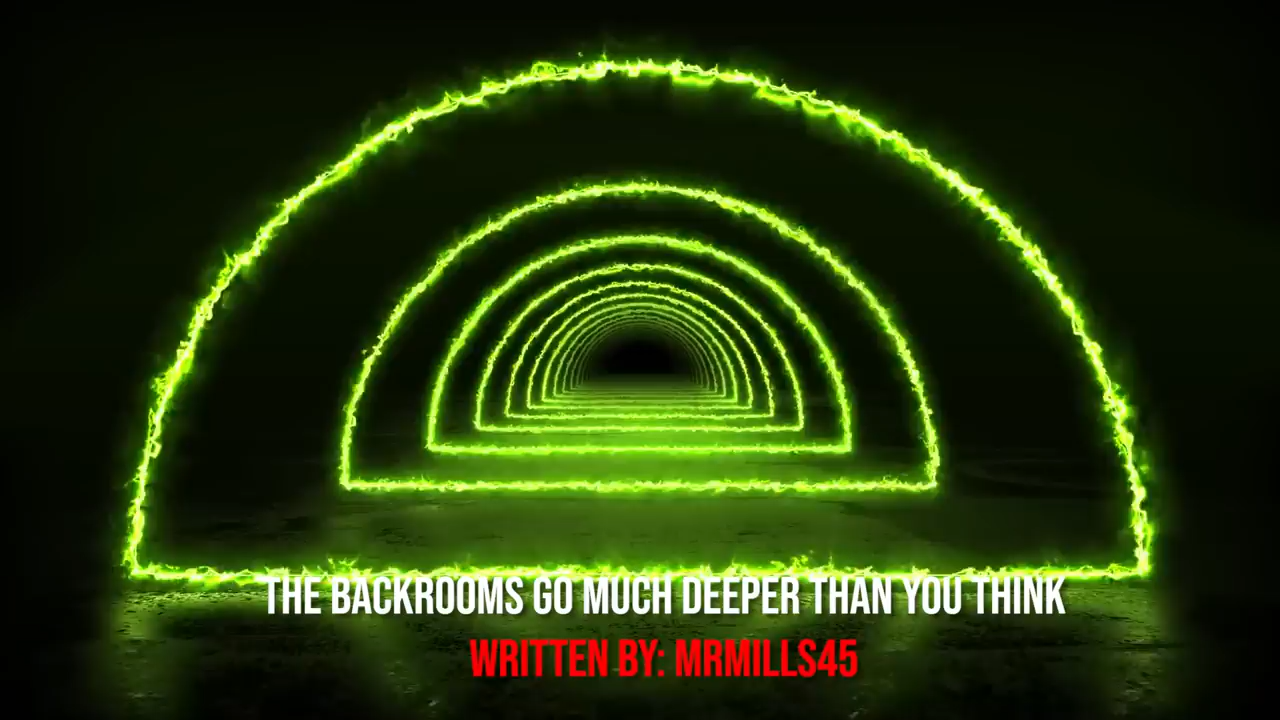 THE BACKROOMS GO MUCH DEEPER THAN YOU THINK
WRITTEN BY: MRMILLS45